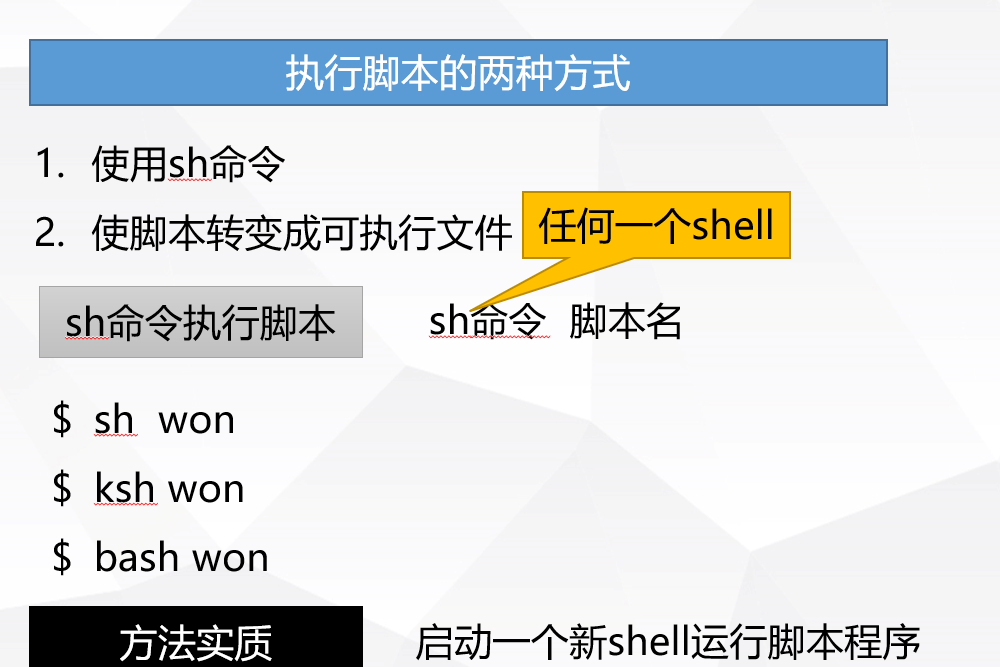 执行脚本的两种方式
1. 使用sh命令
2. 使脚本转变成可执行文件
任何一个shell
sh命令执行脚本
sh命令 脚本名
$ sh won
$ ksh won
$ bash won
方法实质
启动一个新shell运行脚本程序